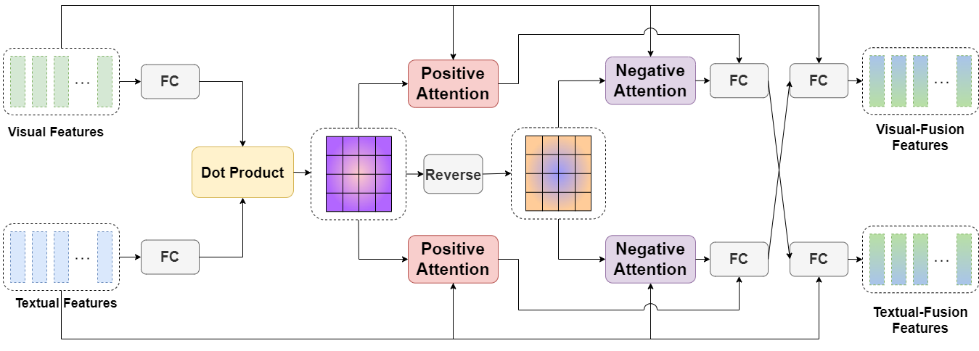 Visual Features
FC
Dot Product
Textual Features
FC
Positive
Attention
Reverse
Positive
Attention
Negative
Attention
Negative
Attention
FC
FC
FC
FC
Visual-Fusion
Features
Textual-Fusion
Features